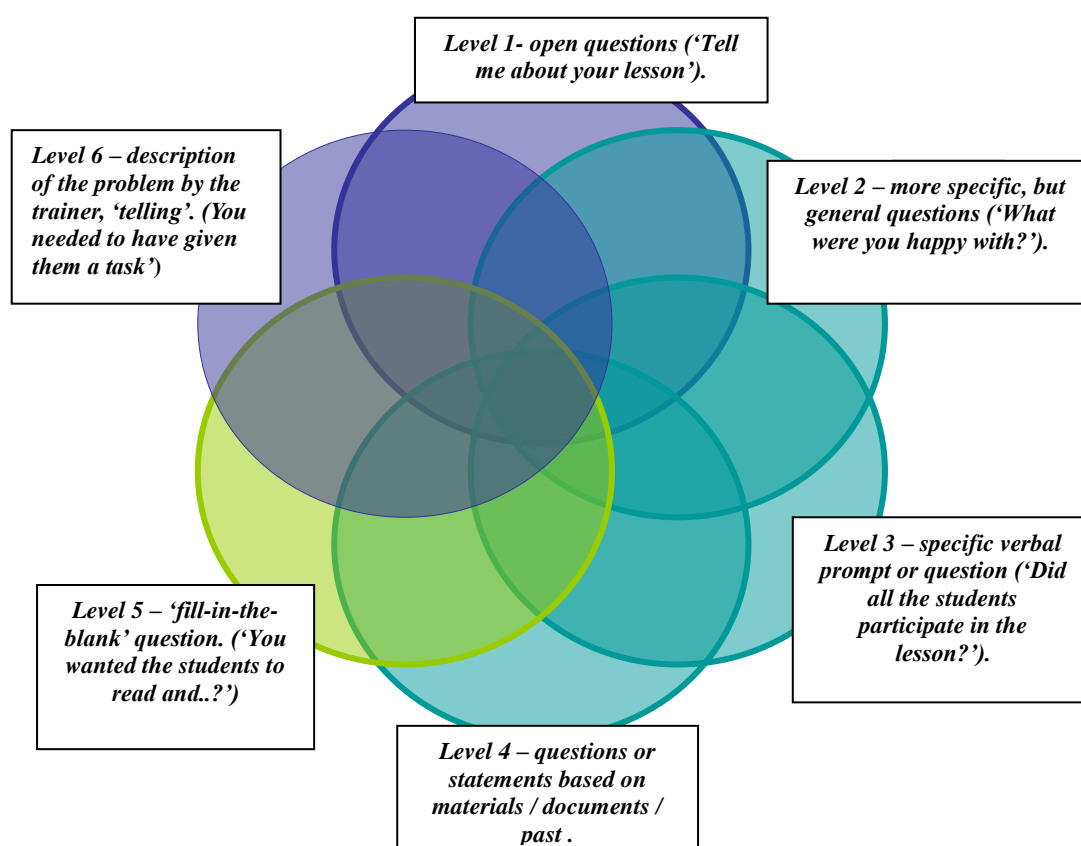 Level 1- open questions (‘Tell
me about your lesson’).
Level 2 – more specific, but
general questions (‘What
were you happy with?’).
Level 3 – specific verbal
prompt or question (‘Did
all the students
participate in the
lesson?’).
Level 4 – questions or
statements based on
materials / documents /
past .
Level 5 – ‘fill-in-the-
blank’ question. (‘You
wanted the students to
read and..?’)
Level 6 – description
of the problem by the
trainer, ‘telling’. (You
needed to have given
them a task’)